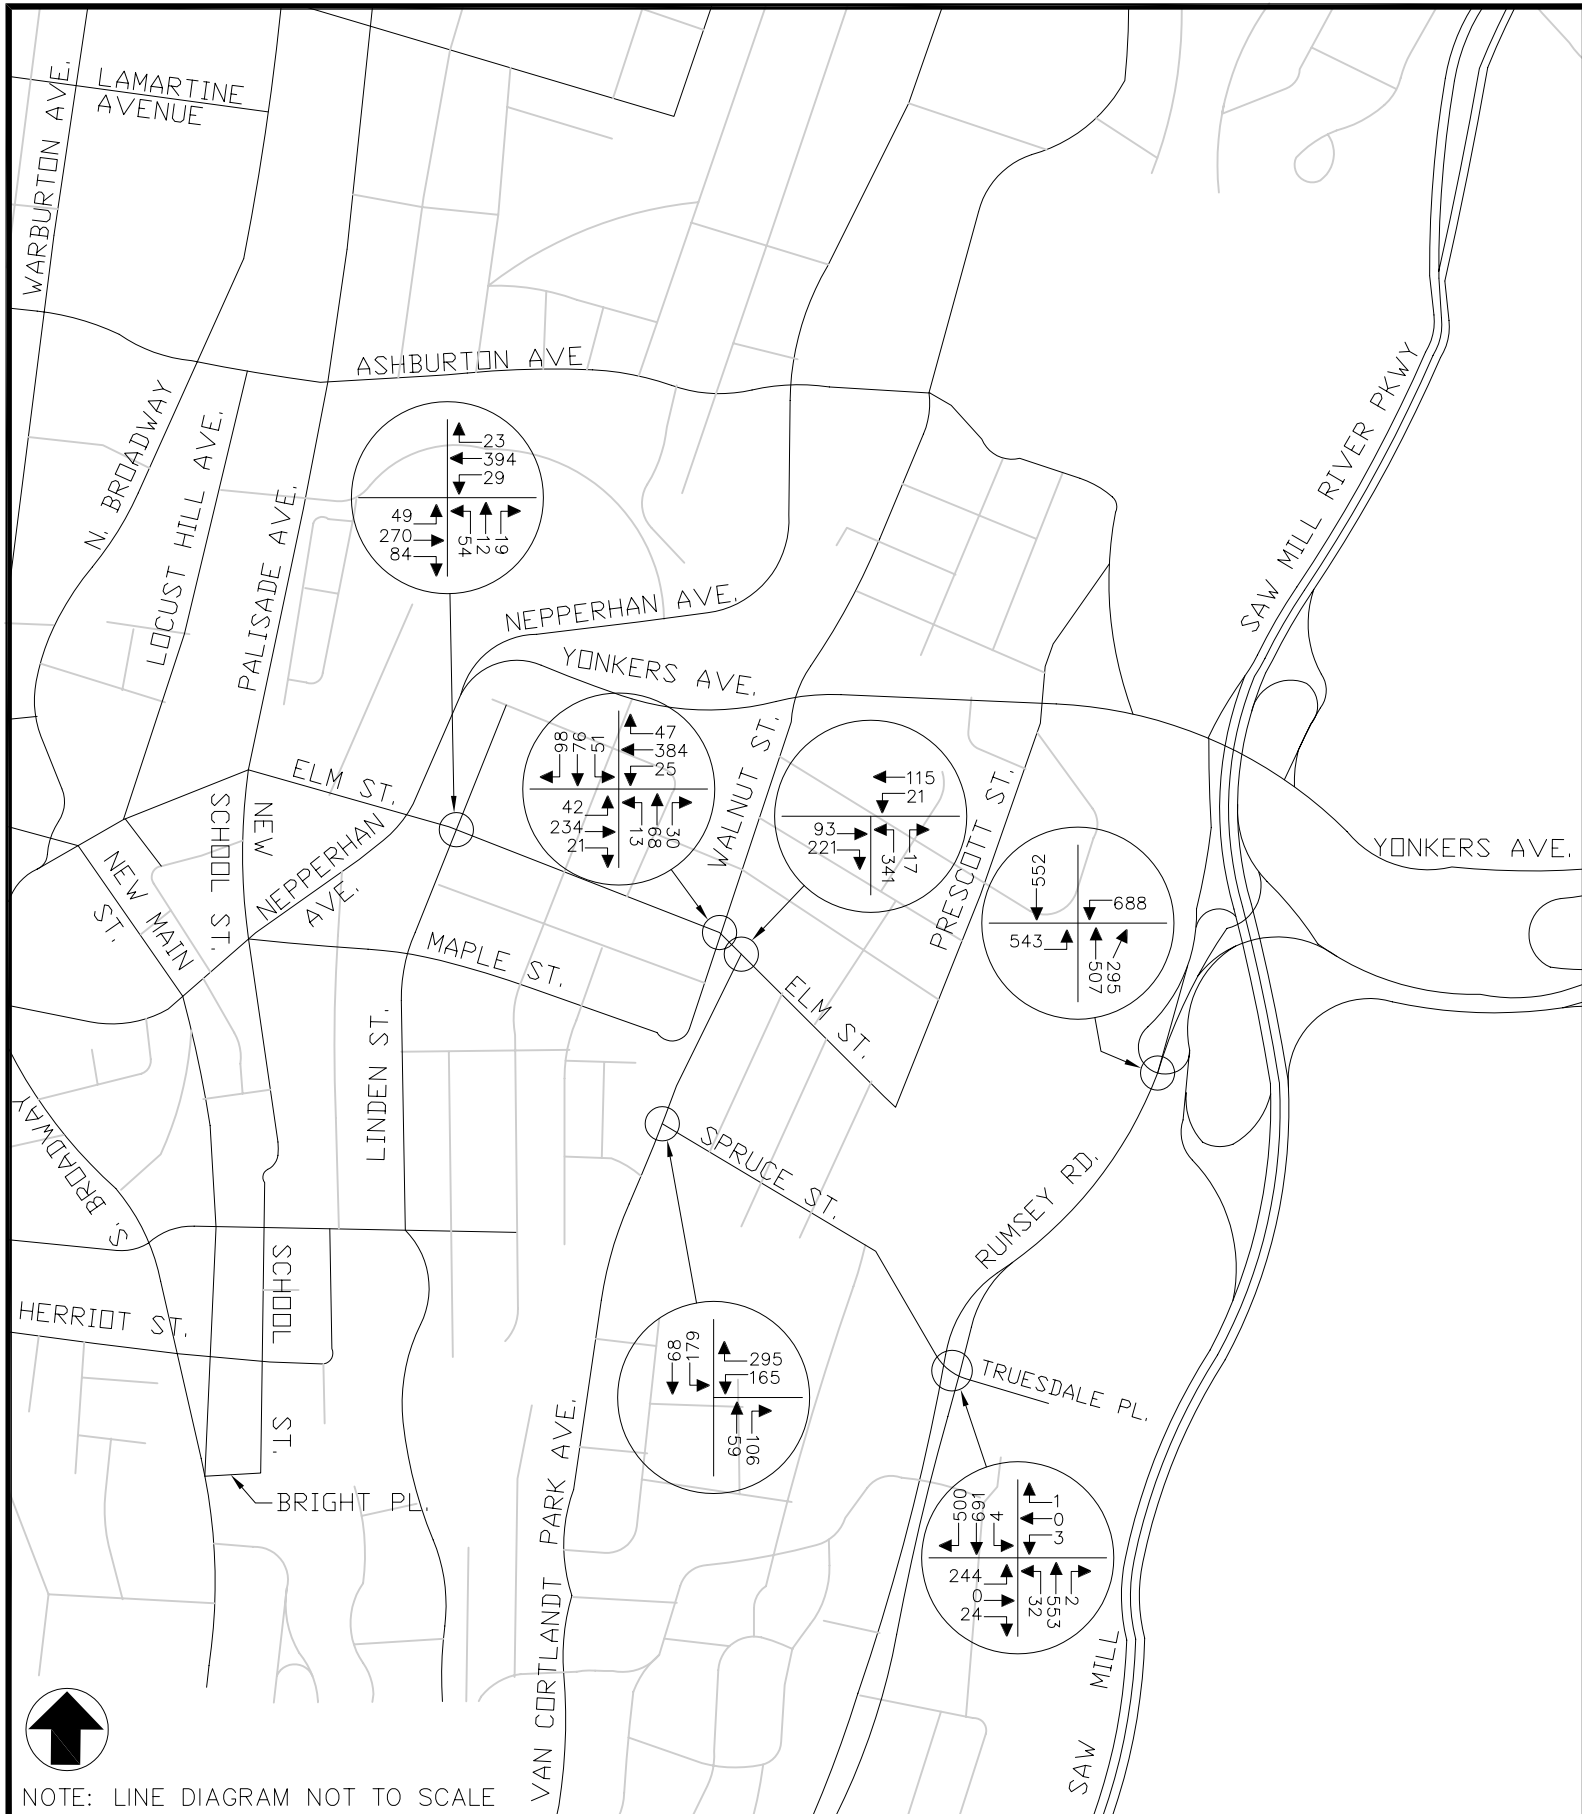 WARBURTON AVE.
LAMARTINE
AVENUE
ASHBURTON AVE
N. BROADWAY
LOCUST HILL AVE.
PALISADE AVE.
SAW MILL RIVER PKWY
23
394
29
49
270
84
54
12
19
NEPPERHAN AVE.
YONKERS AVE.
ELM ST.
98
97
51
47
384
25
42
234
21
13
68
30
WALNUT ST.
115
21
93
221
341
17
PRESCOTT ST.
552
688
543
507
295
YONKERS AVE.
NEW
SCHOOL ST.
NEW MAIN
ST.
NEPPERHAN
AVE.
MAPLE ST.
ELM ST.
LINDEN ST.
S. BROADWAY
SPRUCE ST.
RUMSEY RD.
HERRIOT ST.
SCHOOL
ST.
68
179
295
165
59
106
TRUESDALE PL.
BRIGHT PL.
500
691
4
1
0
3
244
0
24
32
553
2
VAN CORTLANDT PARK AVE.
SAW MILL
NOTE: LINE DIAGRAM NOT TO SCALE